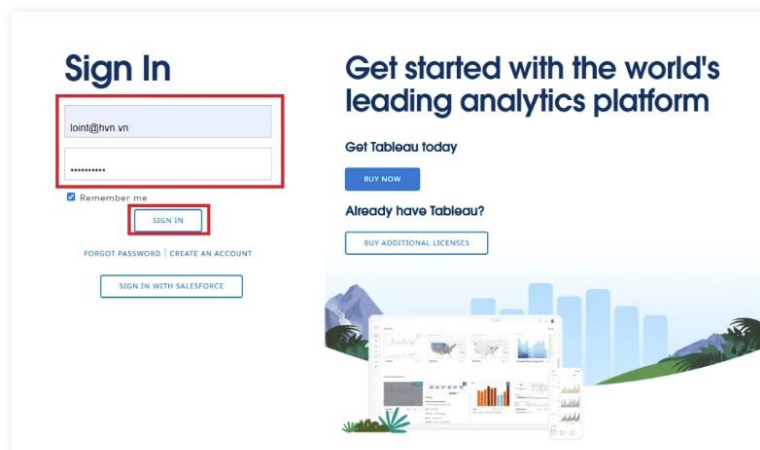 Sign In
loint@hvn.vn
••••••••••
Remember me
SIGN IN
FORGOT PASSWORD | CREATE AN ACCOUNT
SIGN IN WITH SALESFORCE
Get started with the world's
leading analytics platform
Get Tableau today
BUY NOW
Already have Tableau?
BUY ADDITIONAL LICENSES